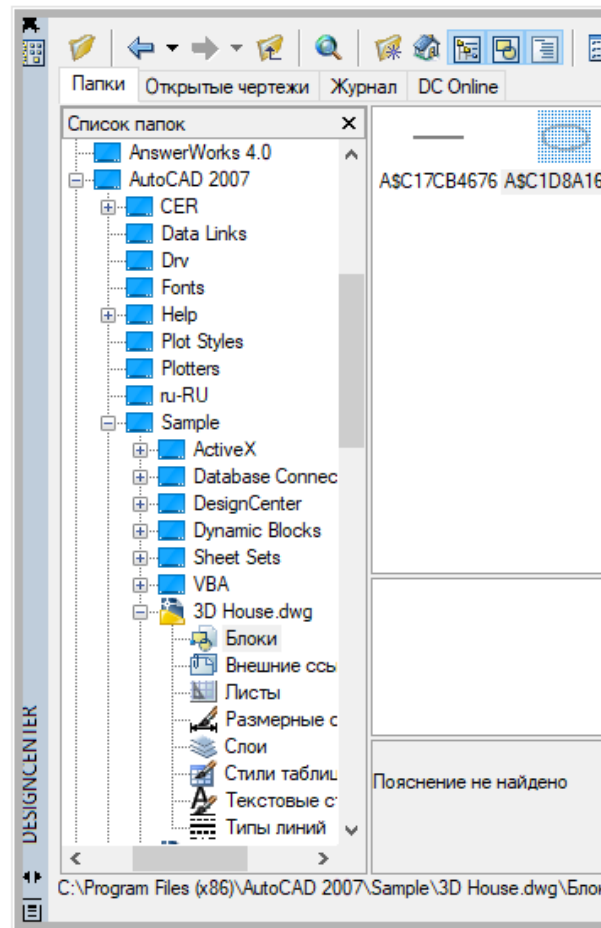 Папки Открытые чертежи Журнал DC Online
Список папок
AnswerWorks 4.0
AutoCAD 2007
CER
Data Links
Drv
Fonts
Help
Plot Styles
Plotters
ru-RU
Sample
ActiveX
Database Connec
DesignCenter
Dynamic Blocks
Sheet Sets
VBA
3D House.dwg
Блоки
Внешние ссы
Листы
Размерные с
Слои
Стили таблиц
Текстовые ст
Типы линий
A$C17CB4676 A$C1D8A16
Пояснение не найдено
DESIGNCENTER
C:\Program Files (x86)\AutoCAD 2007\Sample\3D House.dwg\Блок